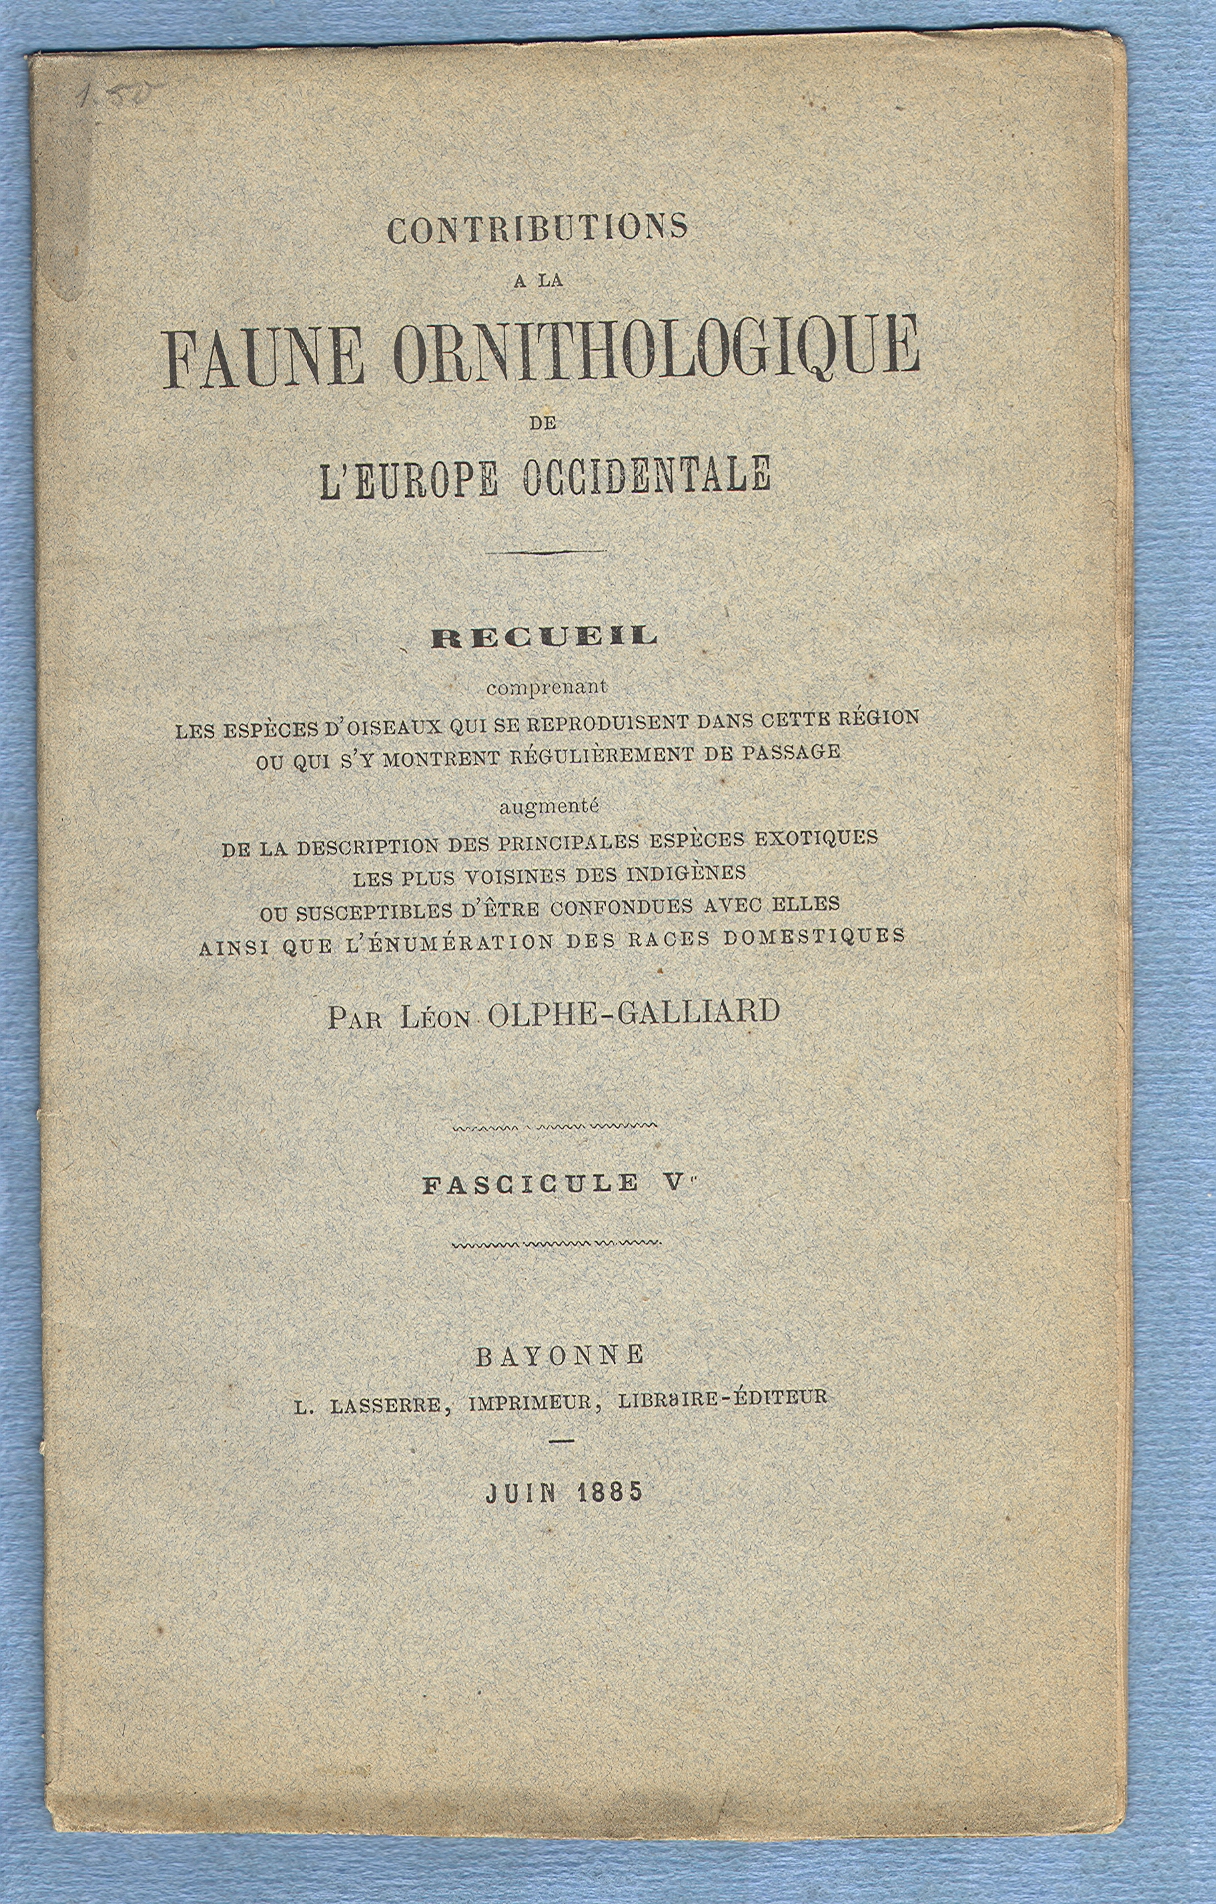 1.50
CONTRIBUTIONS
A LA
FAUNE ORNITHOLOGIQUE
DE
L'EUROPE OCCIDENTALE
RECUEIL
comprenant
LES ESPÈCES D'OISEAUX QUI SE REPRODUISENT DANS CETTE RÉGION
OU QUI S'Y MONTRENT RÉGULIÈREMENT DE PASSAGE
augmenté
DE LA DESCRIPTION DES PRINCIPALES ESPÈCES EXOTIQUES
LES PLUS VOISINES DES INDIGÈNES
OU SUSCEPTIBLES D'ÊTRE CONFONDUES AVEC ELLES
AINSI QUE L'ÉNUMÉRATION DES RACES DOMESTIQUES
PAR LÉON OLPHE-GALLIARD
FASCICULE Ve
BAYONNE
L. LASSERRE, IMPRIMEUR, LIBRaIRE-ÉDITEUR
JUIN 1885